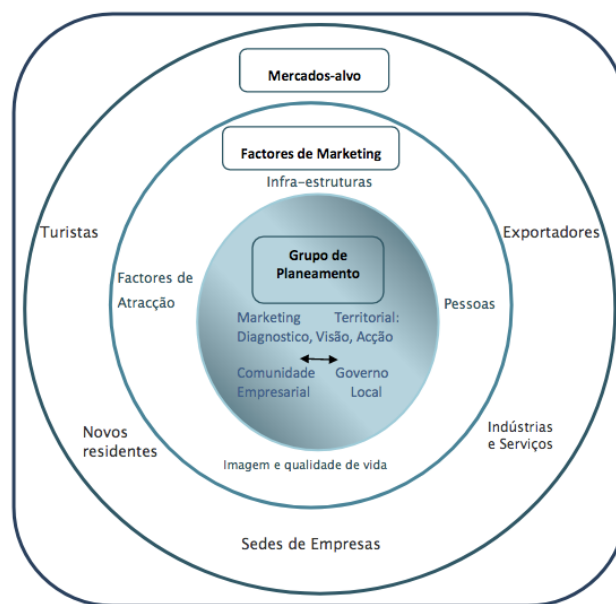 Mercados-alvo
Factores de Marketing
Infra-estruturas
Turistas
Exportadores
Grupo de
Planeamento
Factores de
Atracção
Pessoas
Marketing Territorial:
Diagnostico, Visão, Acção
Comunidade Governo
Empresarial Local
Novos
residentes
Indústrias
e Serviços
Imagem e qualidade de vida
Sedes de Empresas